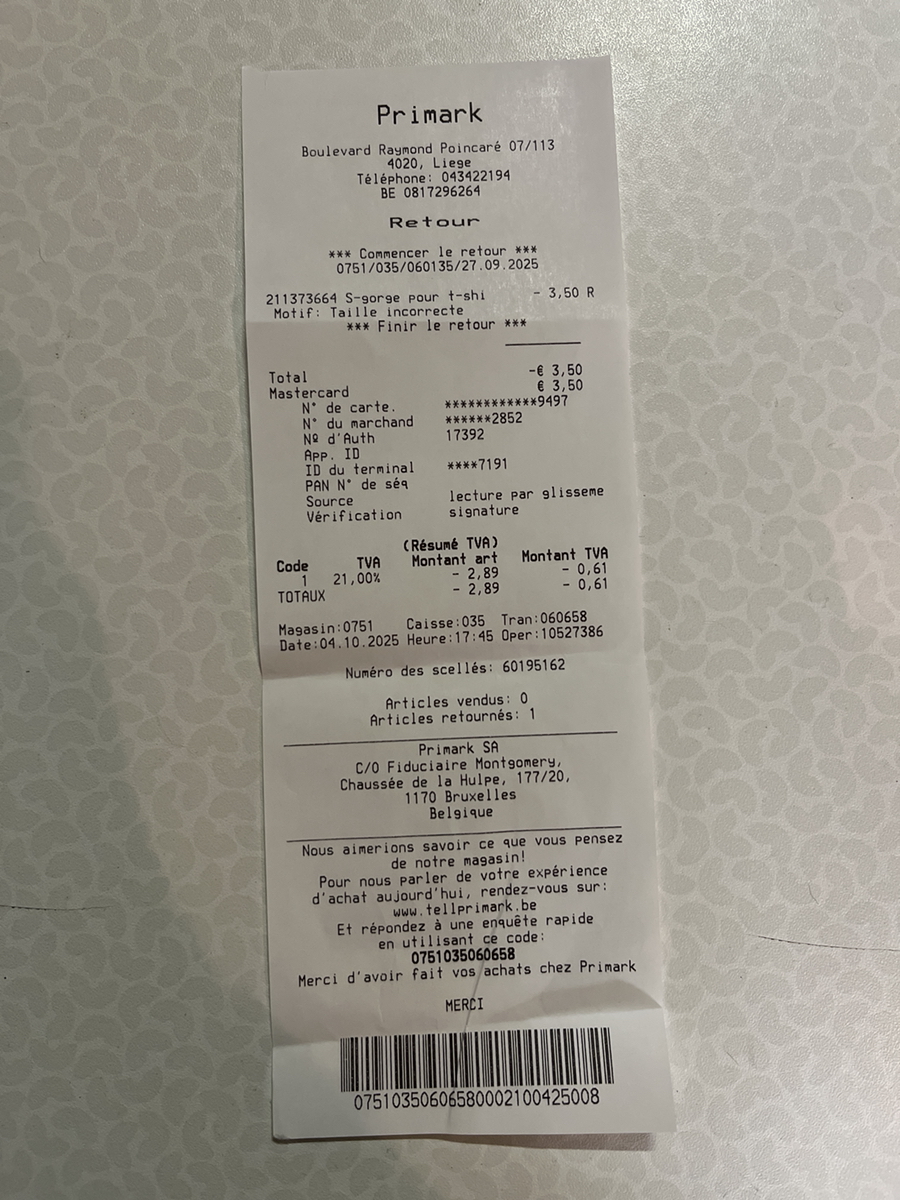 Primark
Boulevard Raymond Poincaré 07/113
4020, Liege
Téléphone: 043422194
BE 0817296264
Retour
*** Commencer le retour ***
0751/035/060135/27.09.2025
211373664 S-gorge pour t-shi - 3,50 R
Motif: Taille incorrecte
*** Finir le retour ***
Total -€ 3,50
Mastercard € 3,50
N° de carte. ************9497
N° du marchand ******2852
Nº d'Auth 17392
App. ID
ID du terminal ****7191
PAN N° de séq
Source lecture par glisseme
Vérification signature
(Résumé TVA)
Code TVA Montant art Montant TVA
1 21,00% - 2,89 - 0,61
TOTAUX - 2,89 - 0,61
Magasin:0751 Caisse:035 Tran:060658
Date:04.10.2025 Heure:17:45 Oper:10527386
Numéro des scellés: 60195162
Articles vendus: 0
Articles retournés: 1
Primark SA
C/O Fiduciaire Montgomery,
Chaussée de la Hulpe, 177/20,
1170 Bruxelles
Belgique
Nous aimerions savoir ce que vous pensez
de notre magasin!
Pour nous parler de votre expérience
d'achat aujourd'hui, rendez-vous sur:
www.tellprimark.be
Et répondez à une enquête rapide
en utilisant ce code:
0751035060658
Merci d'avoir fait vos achats chez Primark
MERCI
07510350606580002100425008